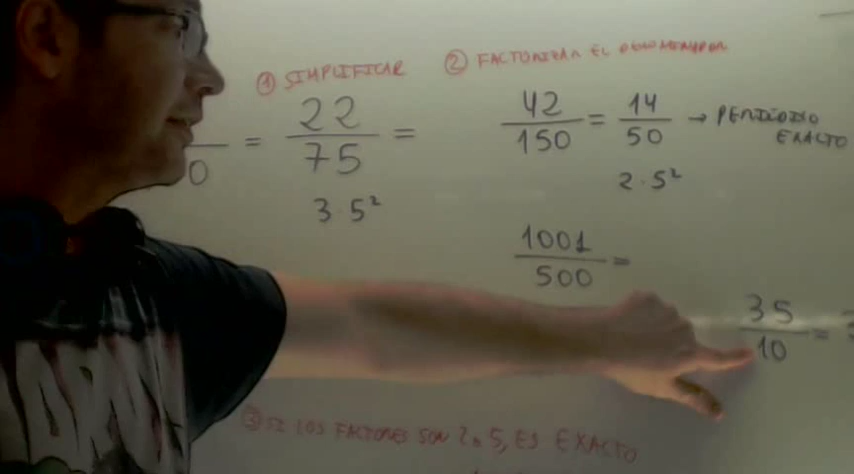 ① SIMPLIFICAR
② FACTORIZAR EL DENOMINADOR
0 = 22/75 =
3·5²
42/150 = 14/50 → PERIÓDICO
EXACTO
2·5²
1001/500 =
35/10 =
③ SI LOS FACTORES SON 2 o 5, ES EXACTO